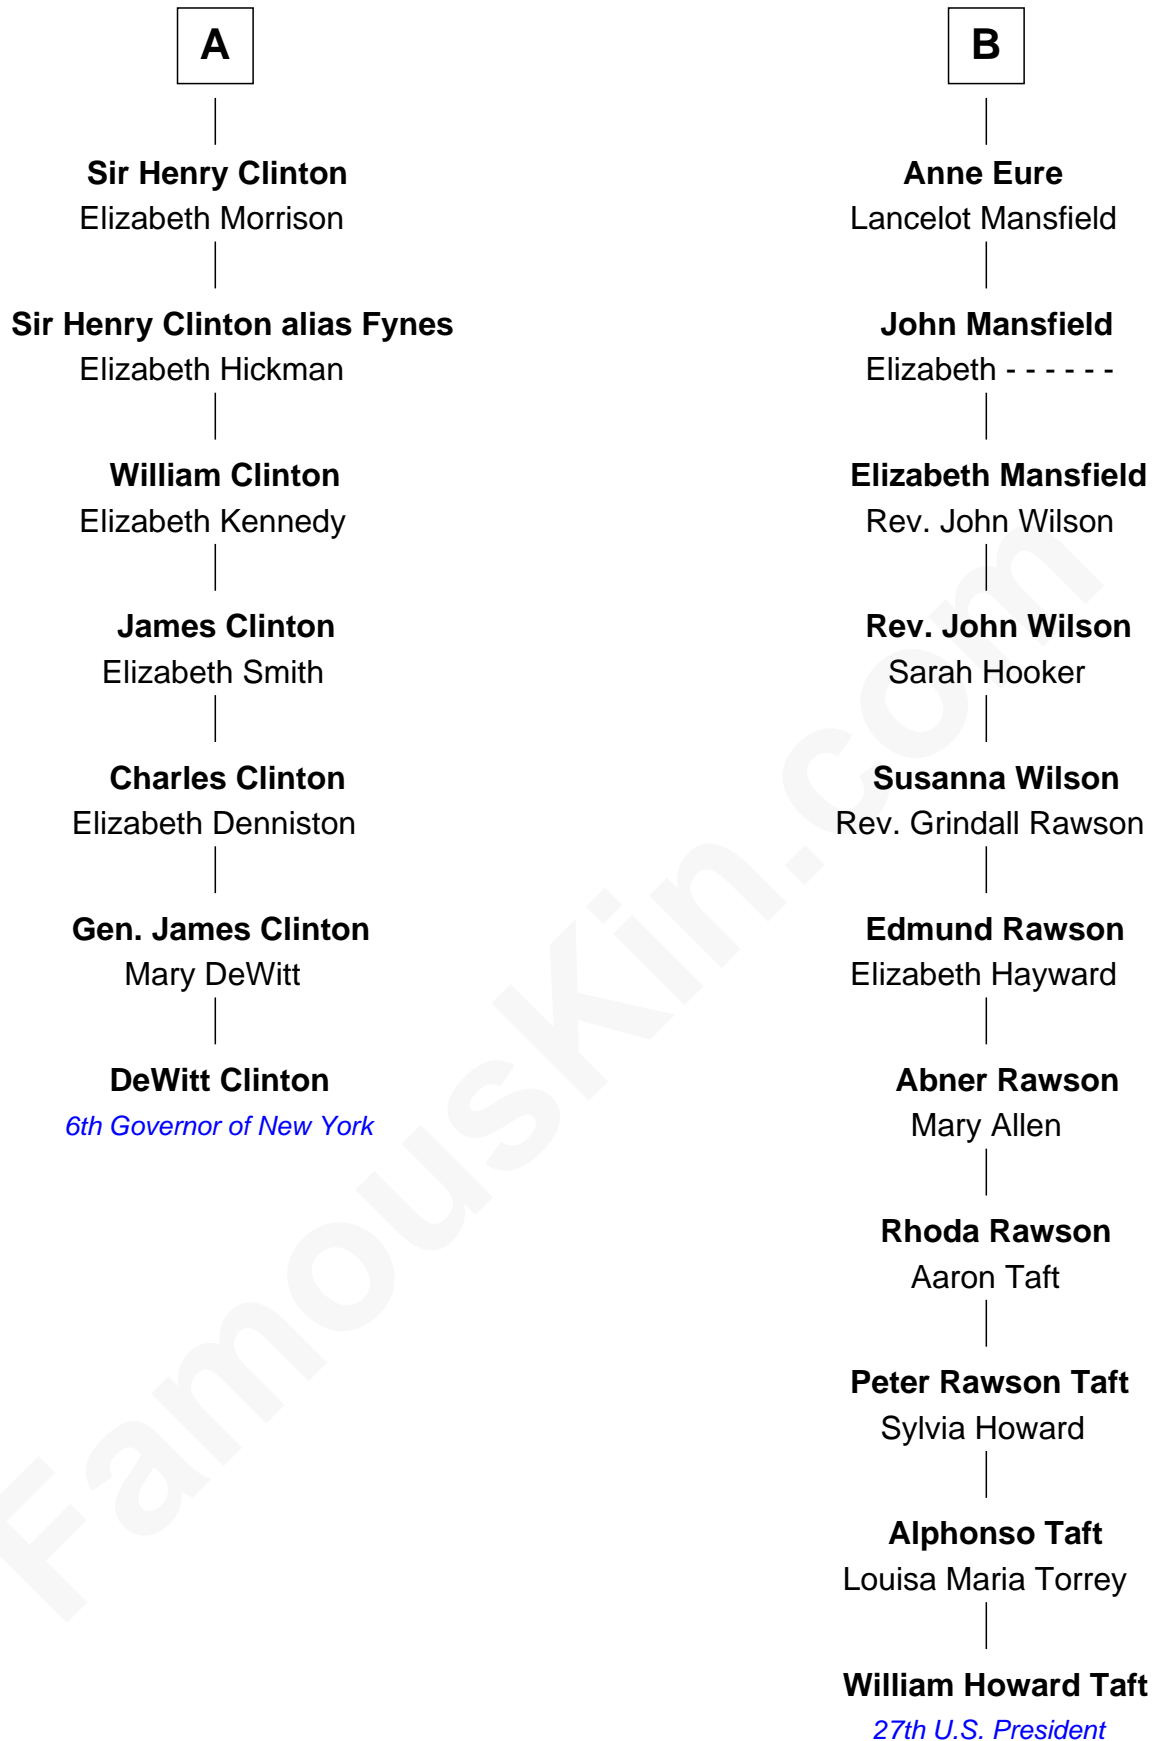 A
Sir Henry Clinton
Elizabeth Morrison
Sir Henry Clinton alias Fynes
Elizabeth Hickman
William Clinton
Elizabeth Kennedy
James Clinton
Elizabeth Smith
Charles Clinton
Elizabeth Denniston
Gen. James Clinton
Mary DeWitt
DeWitt Clinton
6th Governor of New York
B
Anne Eure
Lancelot Mansfield
John Mansfield
Elizabeth - - - - - -
Elizabeth Mansfield
Rev. John Wilson
Rev. John Wilson
Sarah Hooker
Susanna Wilson
Rev. Grindall Rawson
Edmund Rawson
Elizabeth Hayward
Abner Rawson
Mary Allen
Rhoda Rawson
Aaron Taft
Peter Rawson Taft
Sylvia Howard
Alphonso Taft
Louisa Maria Torrey
William Howard Taft
27th U.S. President
FamousKin.com